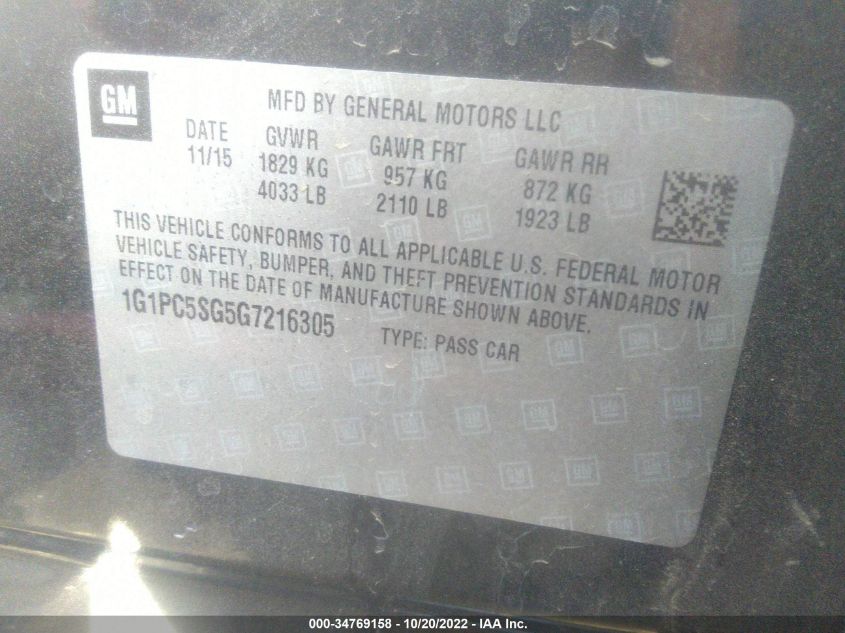 GM
MFD BY GENERAL MOTORS LLC
DATE GVWR GAWR FRT GAWR RR
11/15 1829 KG 957 KG 872 KG
4033 LB 2110 LB 1923 LB
THIS VEHICLE CONFORMS TO ALL APPLICABLE U.S. FEDERAL MOTOR
VEHICLE SAFETY, BUMPER, AND THEFT PREVENTION STANDARDS IN
EFFECT ON THE DATE OF MANUFACTURE SHOWN ABOVE.
1G1PC5SG5G7216305 TYPE: PASS CAR
000-34769158 - 10/20/2022 - IAA Inc.